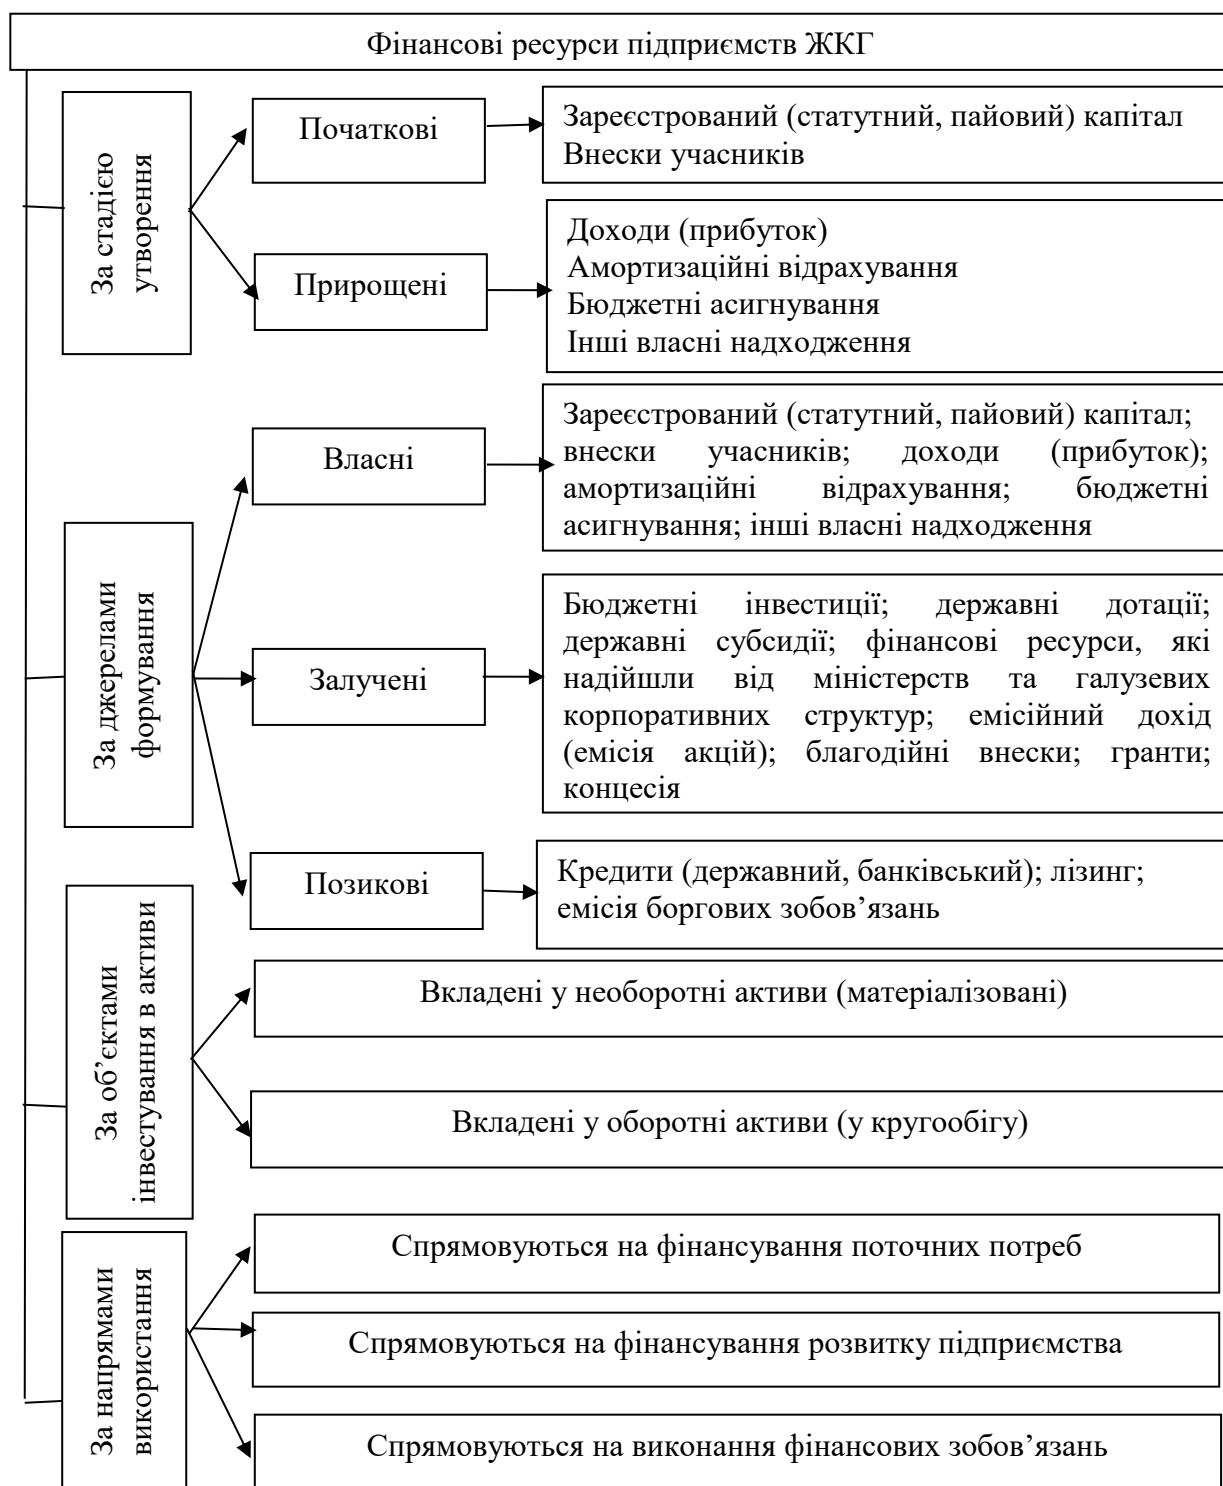 Фінансові ресурси підприємств ЖКГ
За стадією
утворення
Початкові
Зареєстрований (статутний, пайовий) капітал
Внески учасників
Прирощені
Доходи (прибуток)
Амортизаційні відрахування
Бюджетні асигнування
Інші власні надходження
За джерелами
формування
Власні
Зареєстрований (статутний, пайовий) капітал;
внески учасників; доходи (прибуток);
амортизаційні відрахування; бюджетні
асигнування; інші власні надходження
Залучені
Бюджетні інвестиції; державні дотації;
державні субсидії; фінансові ресурси, які
надійшли від міністерств та галузевих
корпоративних структур; емісійний дохід
(емісія акцій); благодійні внески; гранти;
концесія
Позикові
Кредити (державний, банківський); лізинг;
емісія боргових зобов’язань
За об’єктами
інвестування в активи
Вкладені у необоротні активи (матеріалізовані)
Вкладені у оборотні активи (у кругообігу)
За напрямами
використання
Спрямовуються на фінансування поточних потреб
Спрямовуються на фінансування розвитку підприємства
Спрямовуються на виконання фінансових зобов’язань